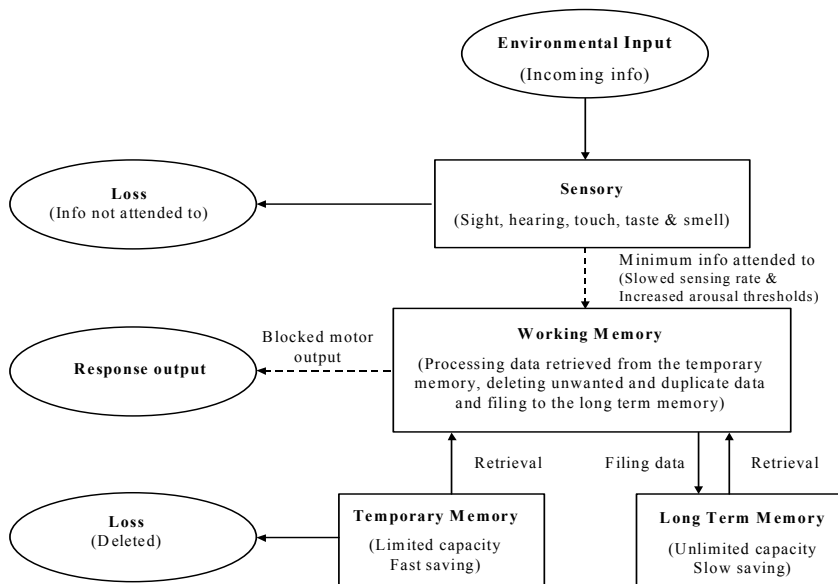 Environmental Input
(Incoming info)
Loss
(Info not attended to)
Sensory
(Sight, hearing, touch, taste & smell)
Minimum info attended to
(Slowed sensing rate &
Increased arousal thresholds)
Blocked motor
output
Response output
Working Memory
(Processing data retrieved from the temporary
memory, deleting unwanted and duplicate data
and filing to the long term memory)
Retrieval
Filing data
Retrieval
Loss
(Deleted)
Temporary Memory
(Limited capacity
Fast saving)
Long Term Memory
(Unlimited capacity
Slow saving)